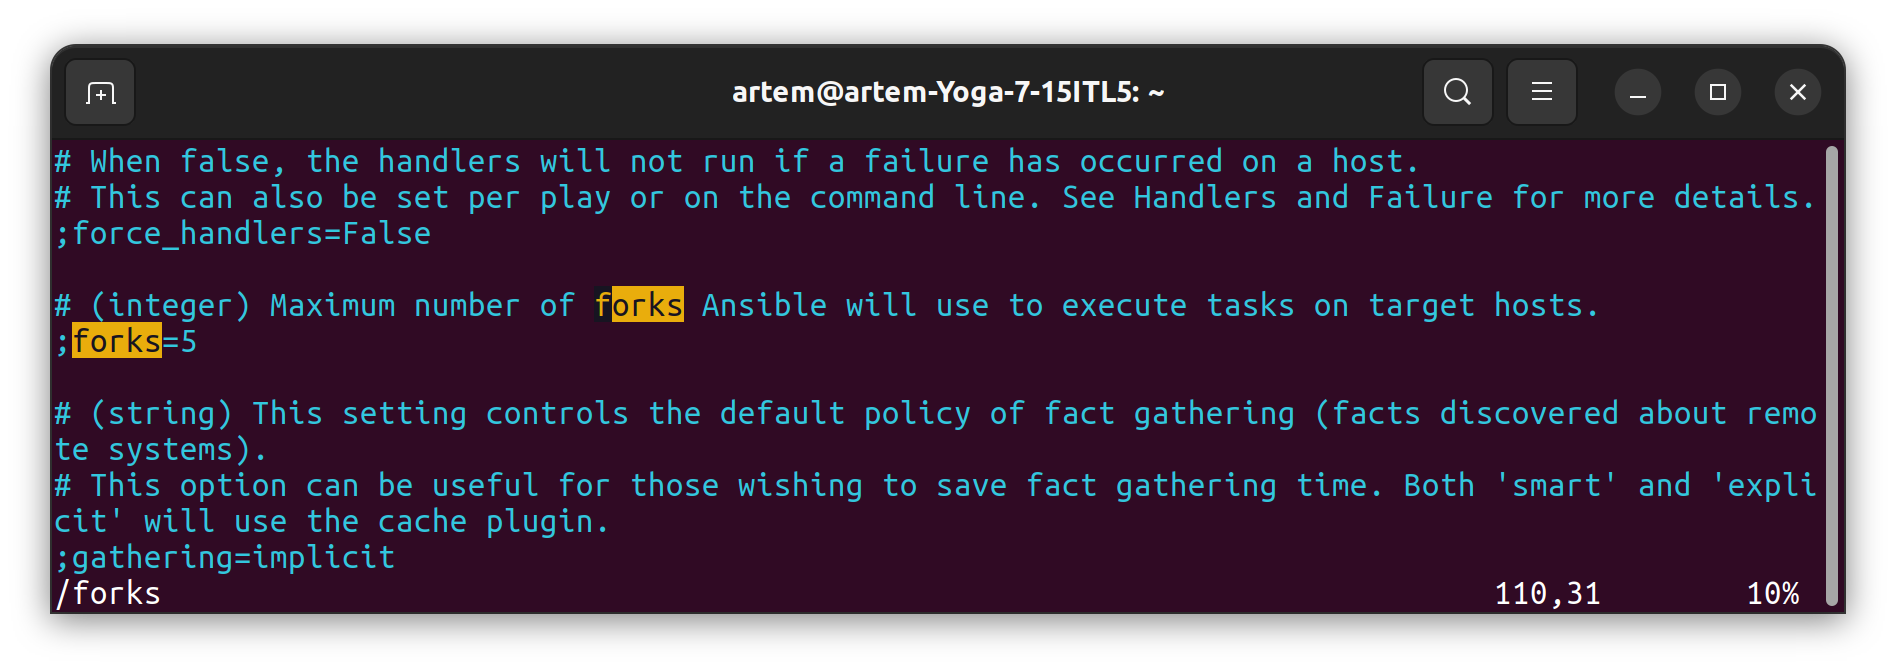 artem@artem-Yoga-7-15ITL5: ~
# When false, the handlers will not run if a failure has occurred on a host.
# This can also be set per play or on the command line. See Handlers and Failure for more details.
;force_handlers=False
# (integer) Maximum number of forks Ansible will use to execute tasks on target hosts.
;forks=5
# (string) This setting controls the default policy of fact gathering (facts discovered about remo
te systems).
# This option can be useful for those wishing to save fact gathering time. Both 'smart' and 'expli
cit' will use the cache plugin.
;gathering=implicit
/forks 110,31 10%